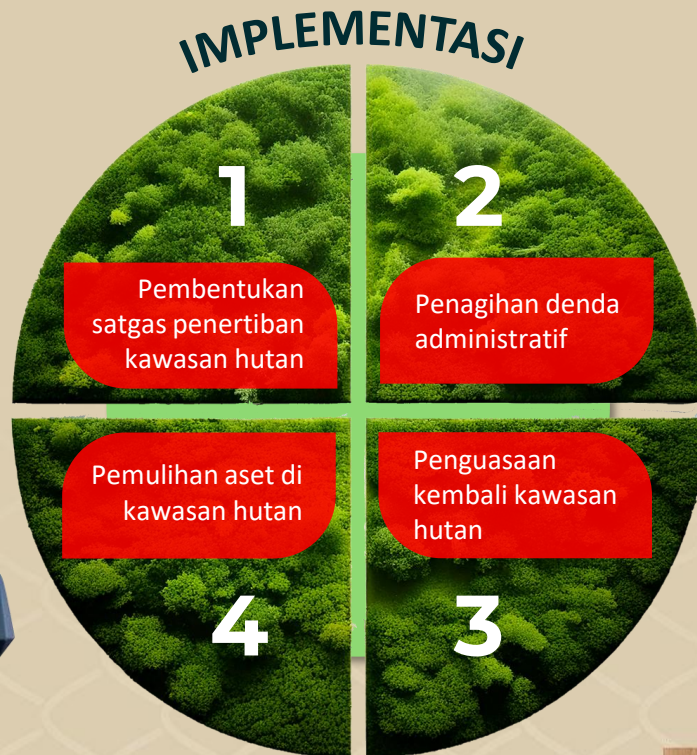 IMPLEMENTASI
1
Pembentukan
satgas penertiban
kawasan hutan
2
Penagihan denda
administratif
Penguasaan
kembali kawasan
hutan
3
Pemulihan aset di
kawasan hutan
4